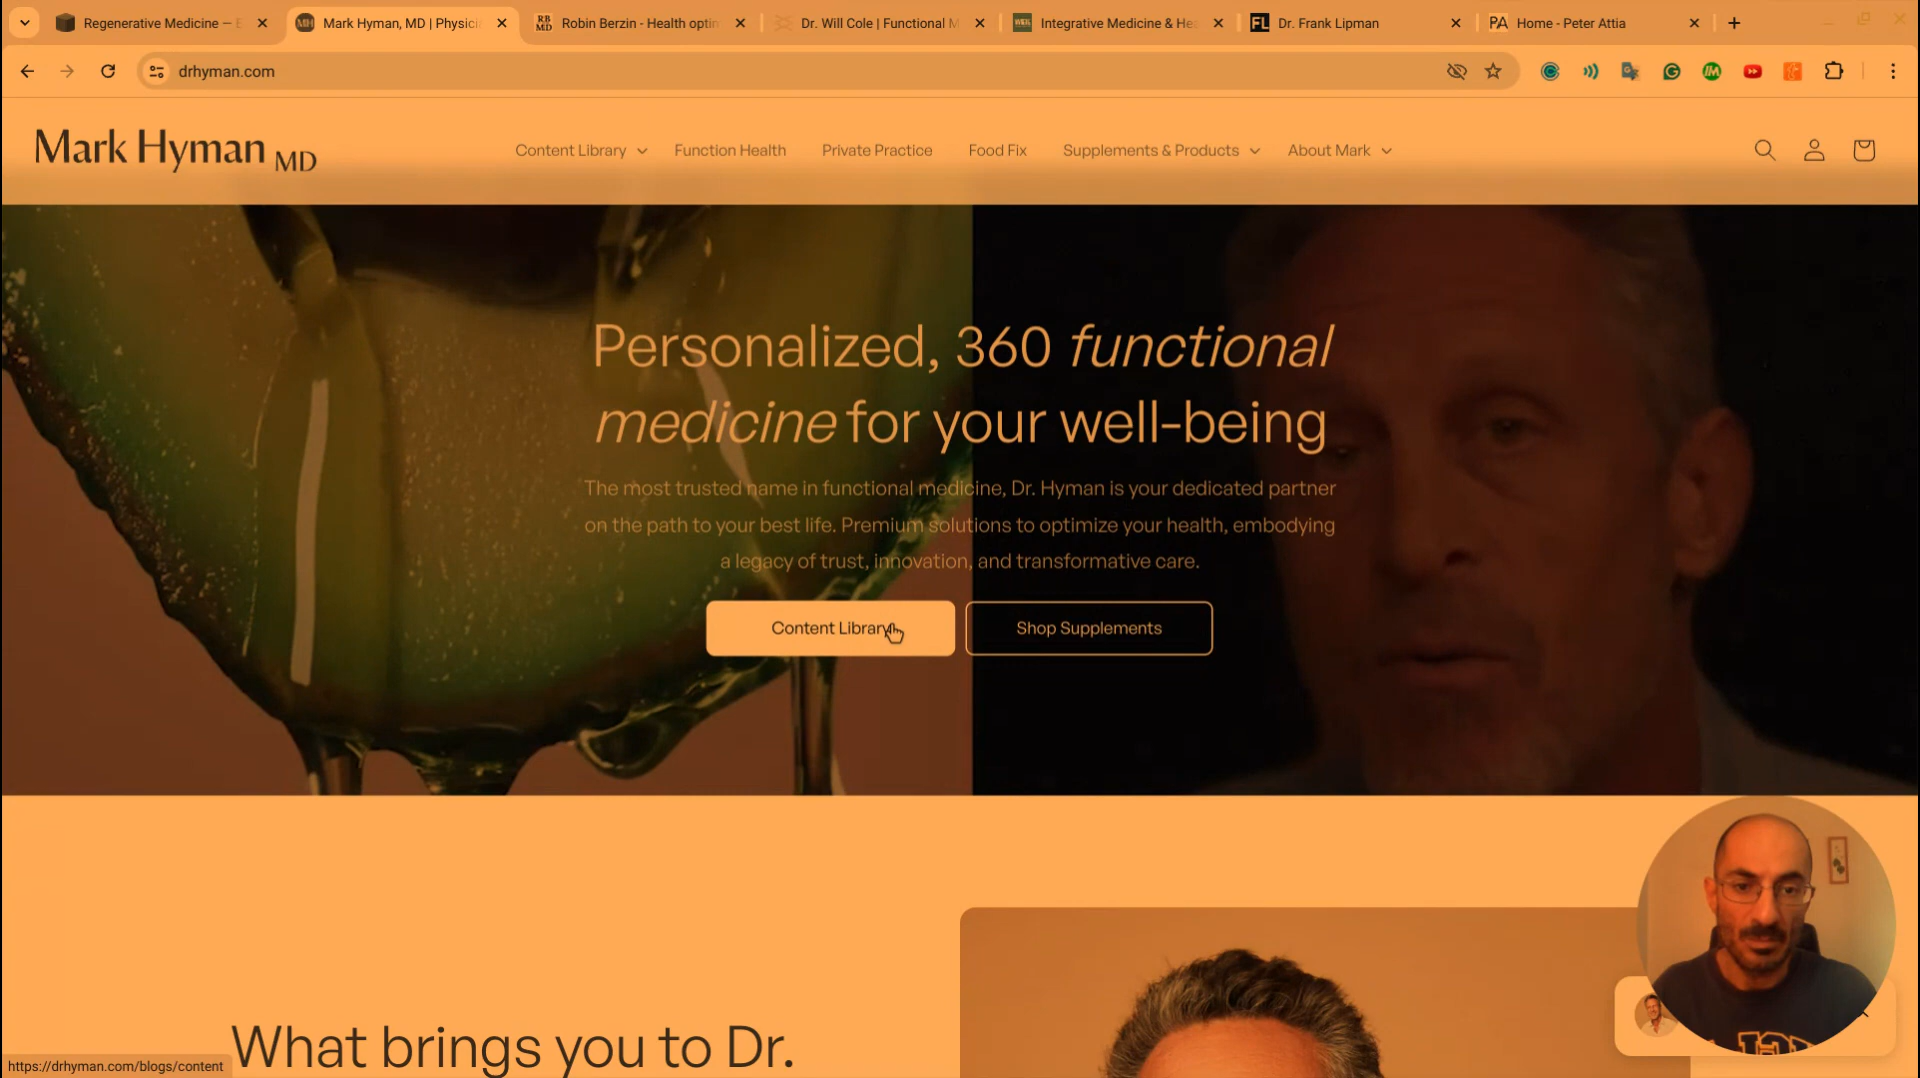 Regenerative Medicine —
Mark Hyman, MD | Physici
Robin Berzin - Health optim
Dr. Will Cole | Functional M
Integrative Medicine & He
Dr. Frank Lipman
Home - Peter Attia
drhyman.com
Mark Hyman MD
Content Library
Function Health
Private Practice
Food Fix
Supplements & Products
About Mark
Personalized, 360 functional
medicine for your well-being
The most trusted name in functional medicine, Dr. Hyman is your dedicated partner
on the path to your best life. Premium solutions to optimize your health, embodying
a legacy of trust, innovation, and transformative care.
Content Library
Shop Supplements
What brings you to Dr.
https://drhyman.com/blogs/content